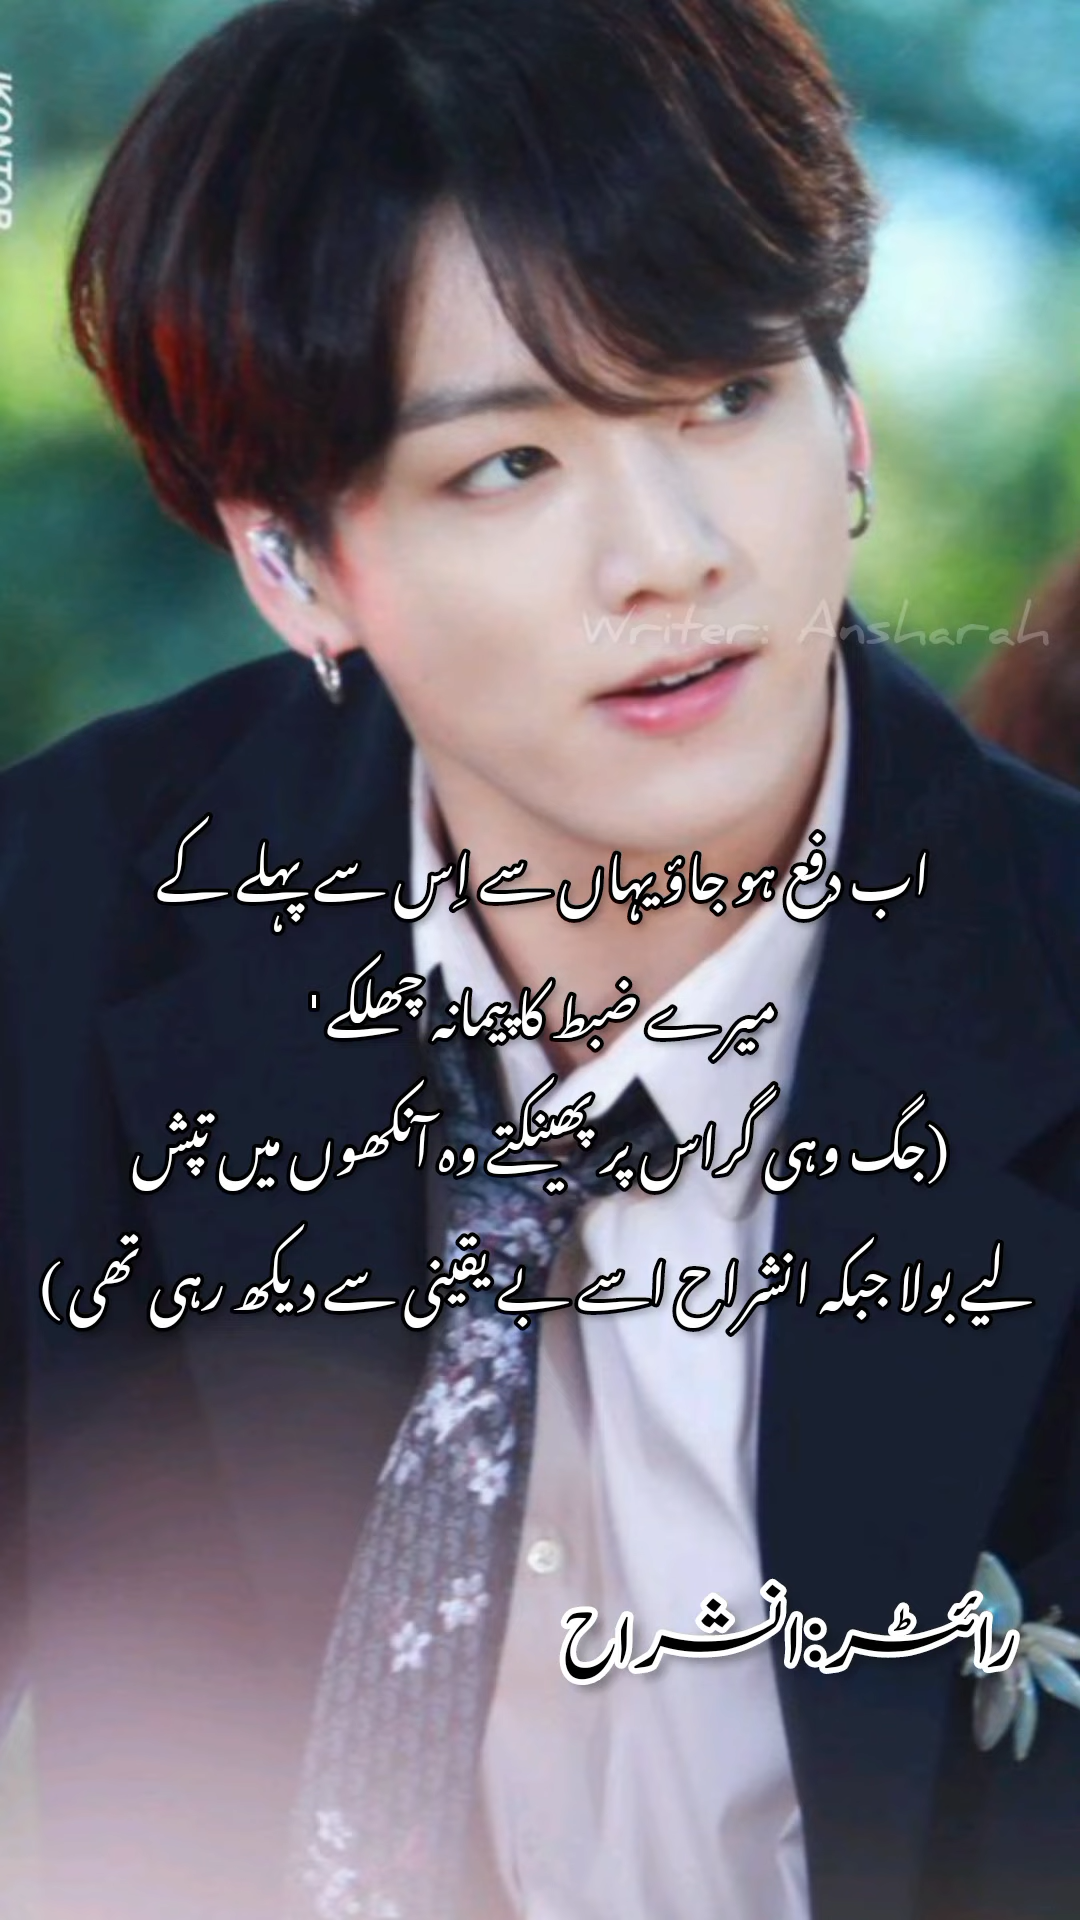 IKONTOR
Writer: Ansharah
اب دفع ہو جاؤ یہاں سے اِس سے پہلے کے
میرے ضبط کا پیمانہ چھلکے '
(جگ وہی گر اس پر پھینکتے وہ آنکھوں میں تپش
لیے بولا جبکہ انشراح اسے بے یقینی سے دیکھ رہی تھی)
رائٹر:انشراح